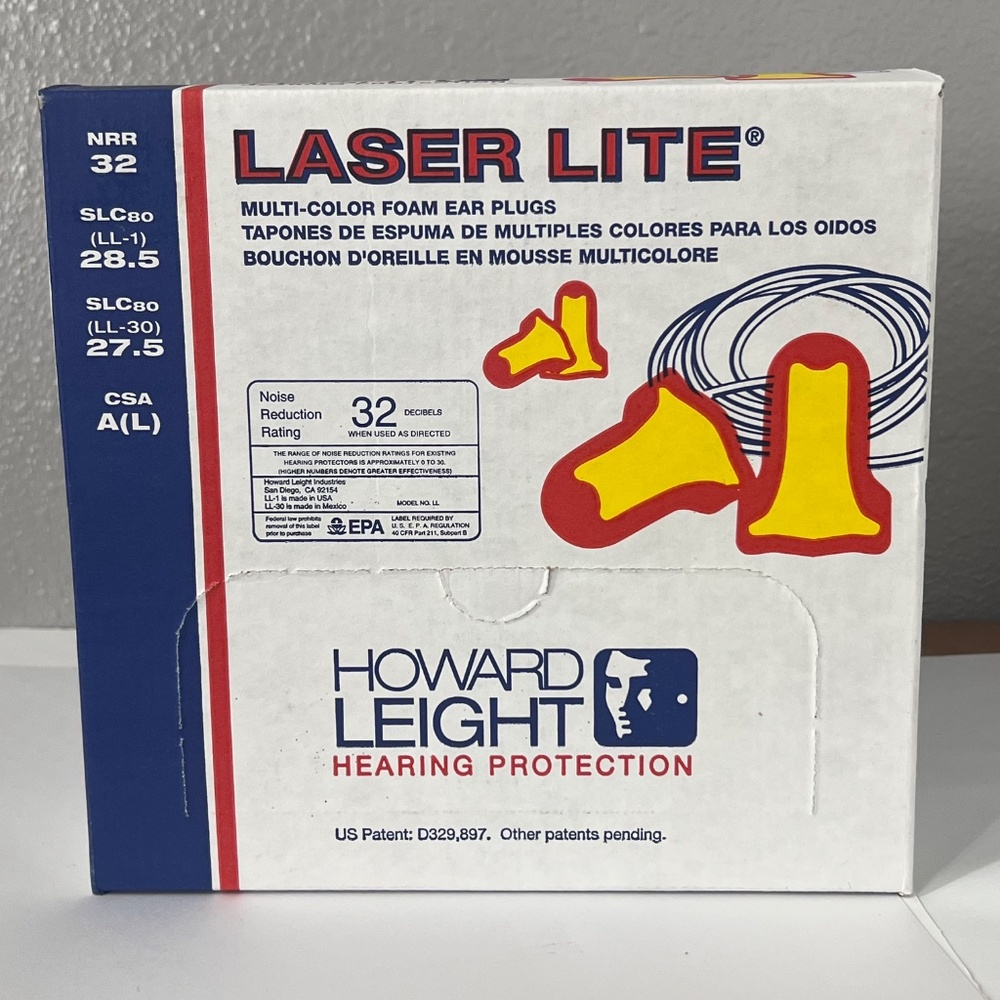 NRR
32
SLC80
(LL-1)
28.5
SLC80
(LL-30)
27.5
CSA
A(L)
LASER LITE®
MULTI-COLOR FOAM EAR PLUGS
TAPONES DE ESPUMA DE MULTIPLES COLORES PARA LOS OIDOS
BOUCHON D'OREILLE EN MOUSSE MULTICOLORE
Noise
Reduction
Rating
32 DECIBELS
WHEN USED AS DIRECTED
THE RANGE OF NOISE REDUCTION RATINGS FOR EXISTING
HEARING PROTECTORS IS APPROXIMATELY 0 TO 30.
(HIGHER NUMBERS DENOTE GREATER EFFECTIVENESS)
Howard Leight Industries
San Diego, CA 92154
LL-1 is made in USA
LL-30 is made in Mexico
MODEL NO. LL
Federal law prohibits
removal of this label
prior to purchase
EPA
LABEL REQUIRED BY
U. S. E. P. A. REGULATION
40 CFR Part 211, Subpart B
HOWARD
LEIGHT
HEARING PROTECTION
US Patent: D329,897. Other patents pending.